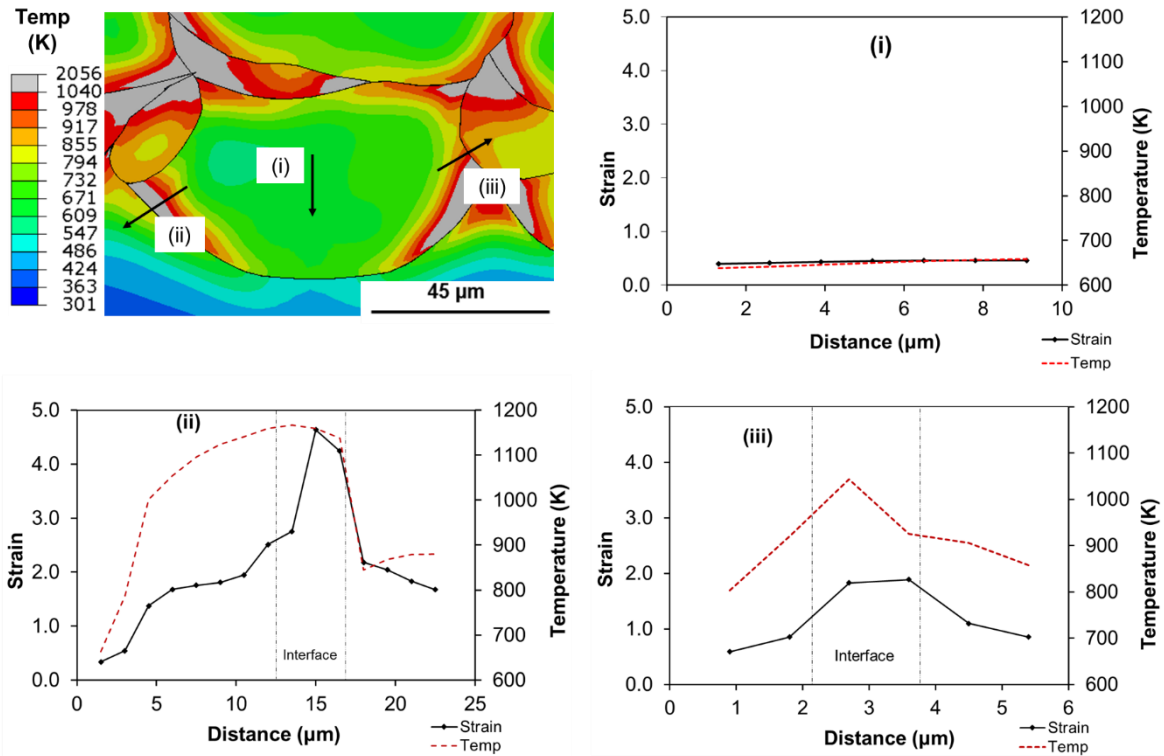 Temp
(K)
2056
1040
978
917
855
794
732
671
609
547
486
424
363
301
(i)
(ii)
(iii)
45 µm
(i)
5.0
4.0
3.0
2.0
1.0
0.0
Strain
1200
1100
1000
900
800
700
600
Temperature (K)
0 2 4 6 8 10
Distance (µm)
Strain
Temp
(ii)
5.0
4.0
3.0
2.0
1.0
0.0
Strain
1200
1100
1000
900
800
700
600
Temperature (K)
Interface
0 5 10 15 20 25
Distance (µm)
Strain
Temp
(iii)
5.0
4.0
3.0
2.0
1.0
0.0
Strain
1200
1100
1000
900
800
700
600
Temperature (K)
Interface
0 1 2 3 4 5 6
Distance (µm)
Strain
Temp